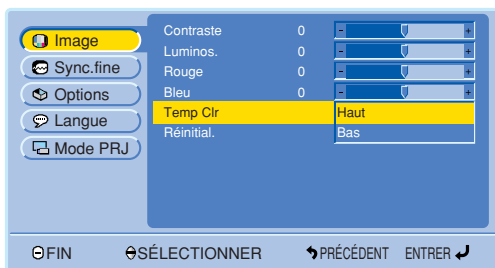 Image
Sync.fine
Options
Langue
Mode PRJ
Contraste 0 - +
Luminos. 0 - +
Rouge 0 - +
Bleu 0 - +
Temp Clr Haut
Réinitial. Bas
FIN SÉLECTIONNER PRÉCÉDENT ENTRER